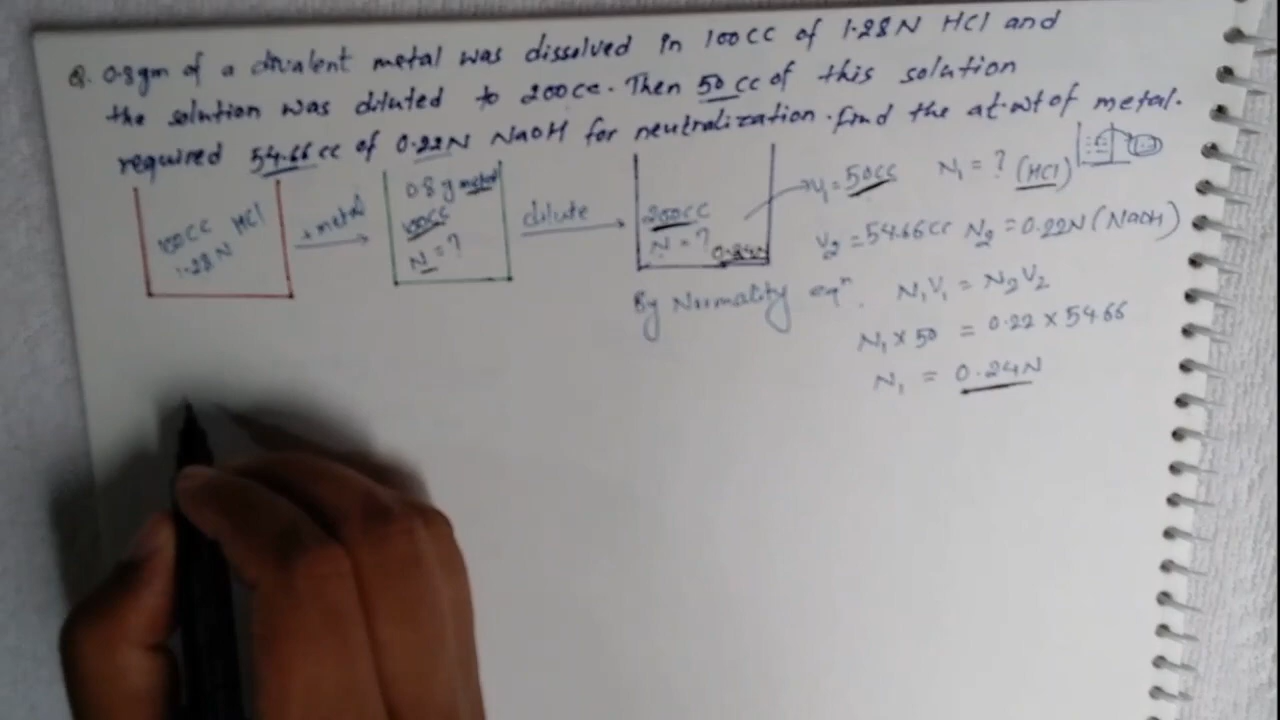 Q. 0.8gm of a divalent metal was dissolved in 100CC of 1.28N HCl and
the solution was diluted to 200cc. Then 50 cc of this solution
required 54.66 cc of 0.22N NaOH for neutralization. find the at.wt of metal.
100CC
1.28N HCl
+metal
0.8g metal
100CC
N = ?
dilute
200CC
N = ?
0.24N
V1 = 50CC N1 = ? (HCl)
V2 = 54.66CC N2 = 0.22N (NaOH)
By Normality eqn. N1V1 = N2V2
N1 x 50 = 0.22 x 54.66
N1 = 0.24N